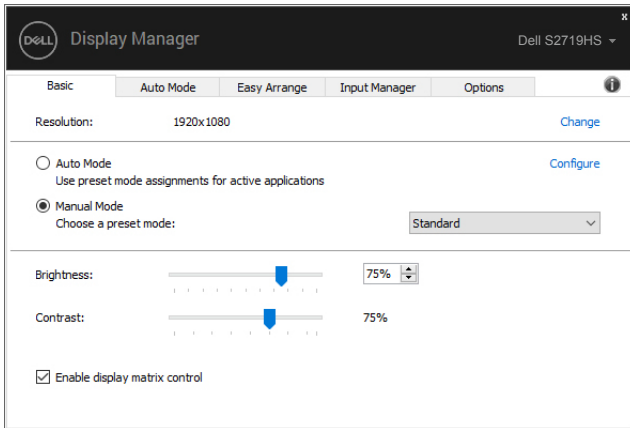 x
DELL Display Manager Dell S2719HS
Basic Auto Mode Easy Arrange Input Manager Options i
Resolution: 1920x1080 Change
Auto Mode Configure
Use preset mode assignments for active applications
Manual Mode
Choose a preset mode: Standard
Brightness: 75%
Contrast: 75%
Enable display matrix control